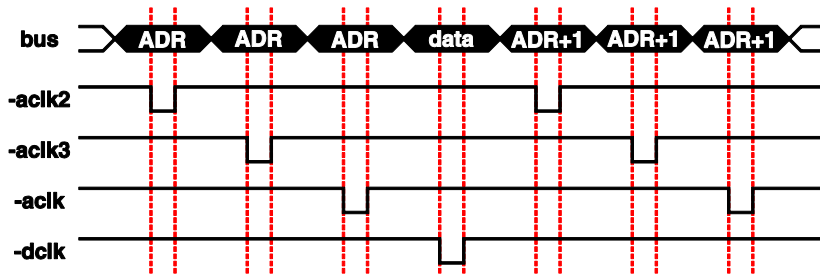 bus ADR ADR ADR data ADR+1 ADR+1 ADR+1
-aclk2
-aclk3
-aclk
-dclk